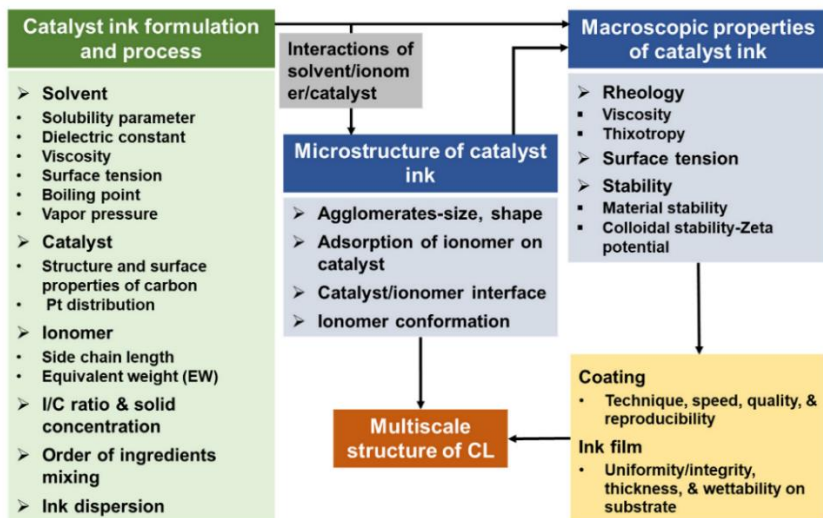 Catalyst ink formulation
and process
➢ Solvent
• Solubility parameter
• Dielectric constant
• Viscosity
• Surface tension
• Boiling point
• Vapor pressure
➢ Catalyst
• Structure and surface
properties of carbon
• Pt distribution
➢ Ionomer
• Side chain length
• Equivalent weight (EW)
➢ I/C ratio & solid
concentration
➢ Order of ingredients
mixing
➢ Ink dispersion
Interactions of
solvent/ionom
er/catalyst
Microstructure of catalyst
ink
➢ Agglomerates-size, shape
➢ Adsorption of ionomer on
catalyst
➢ Catalyst/ionomer interface
➢ Ionomer conformation
Multiscale
structure of CL
Macroscopic properties
of catalyst ink
➢ Rheology
▪ Viscosity
▪ Thixotropy
➢ Surface tension
➢ Stability
▪ Material stability
▪ Colloidal stability-Zeta
potential
Coating
• Technique, speed, quality, &
reproducibility
Ink film
• Uniformity/integrity,
thickness, & wettability on
substrate